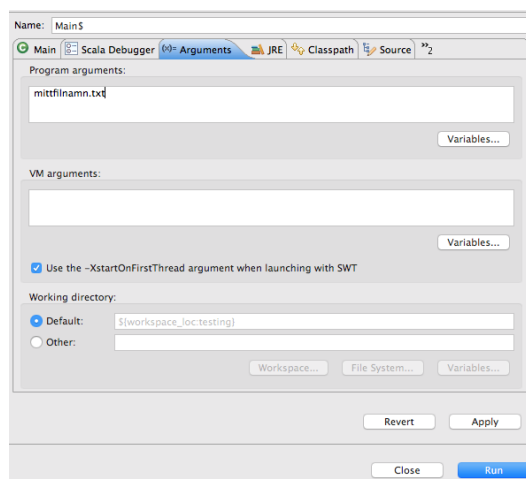 Name: Main$
Main Scala Debugger (x)= Arguments JRE Classpath Source »2
Program arguments:
mittfilnamn.txt
Variables...
VM arguments:
Variables...
Use the -XstartOnFirstThread argument when launching with SWT
Working directory:
Default: ${workspace_loc:testing}
Other:
Workspace... File System... Variables...
Revert Apply
Close Run